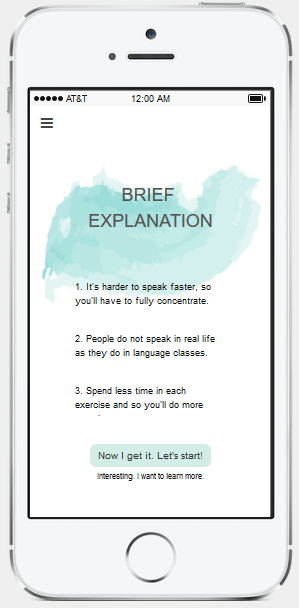 AT&T 12:00 AM
BRIEF
EXPLANATION
1. It's harder to speak faster, so
you'll have to fully concentrate.
2. People do not speak in real life
as they do in language classes.
3. Spend less time in each
exercise and so you'll do more
Now I get it. Let's start!
Interesting. I want to learn more.